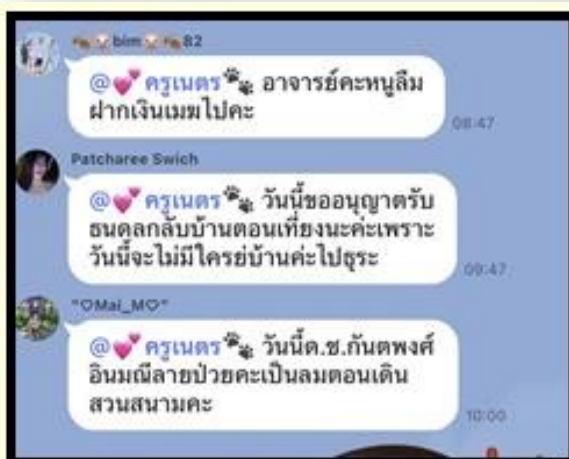 bim 82
@💕 ครูเนตร🐾 อาจารย์คะหนูลืม
ฝากเงินเมฆไปคะ
08:47
Patcharee Swich
@💕 ครูเนตร🐾 วันนี้ขออนุญาตรับ
ธนดลกลับบ้านตอนเที่ยงนะค่ะเพราะ
วันนี้จะไม่มีใครย่บ้านค่ะไปธุระ
09:47
"♡Mai_M♡"
@💕 ครูเนตร🐾 วันนี้ด.ช.กันตพงศ์
อินมณีลายป่วยคะเป็นลมตอนเดิน
สวนสนามคะ
10:00